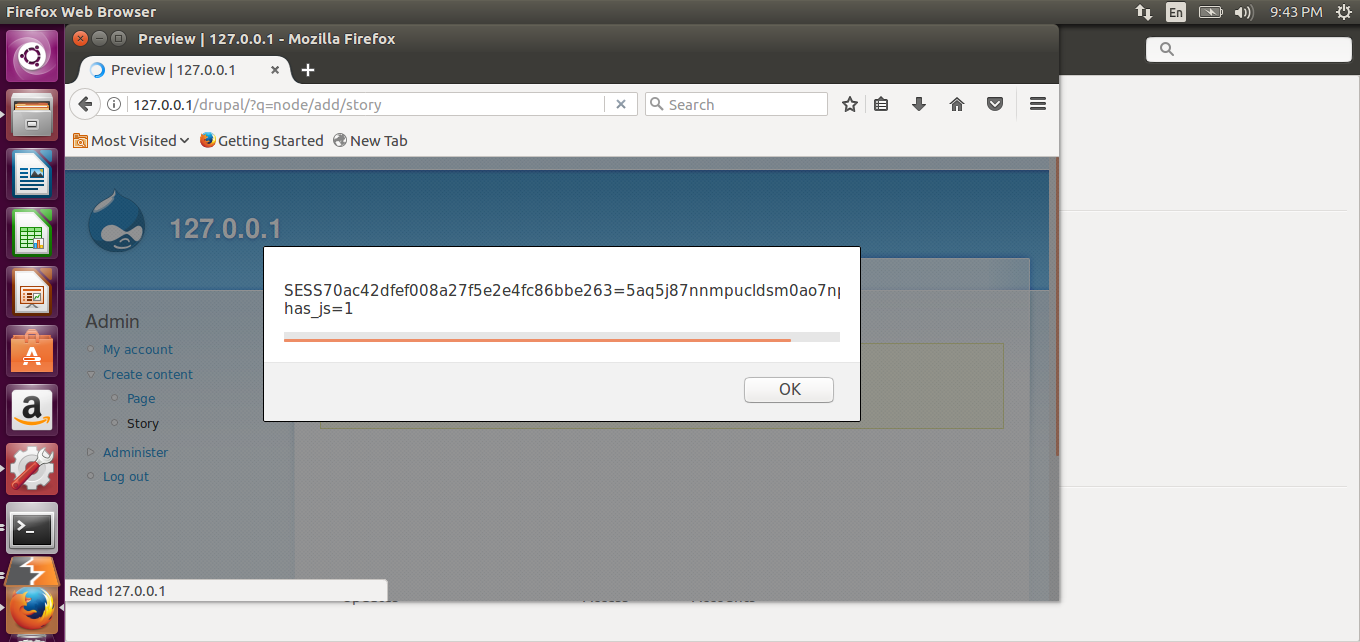 Firefox Web Browser
En
9:43 PM
Preview | 127.0.0.1 - Mozilla Firefox
Preview | 127.0.0.1
127.0.0.1/drupal/?q=node/add/story
Search
Most Visited
Getting Started
New Tab
127.0.0.1
SESS70ac42dfef008a27f5e2e4fc86bbe263=5aq5j87nnmpucldsm0ao7np
has_js=1
OK
Admin
My account
Create content
Page
Story
Administer
Log out
Read 127.0.0.1